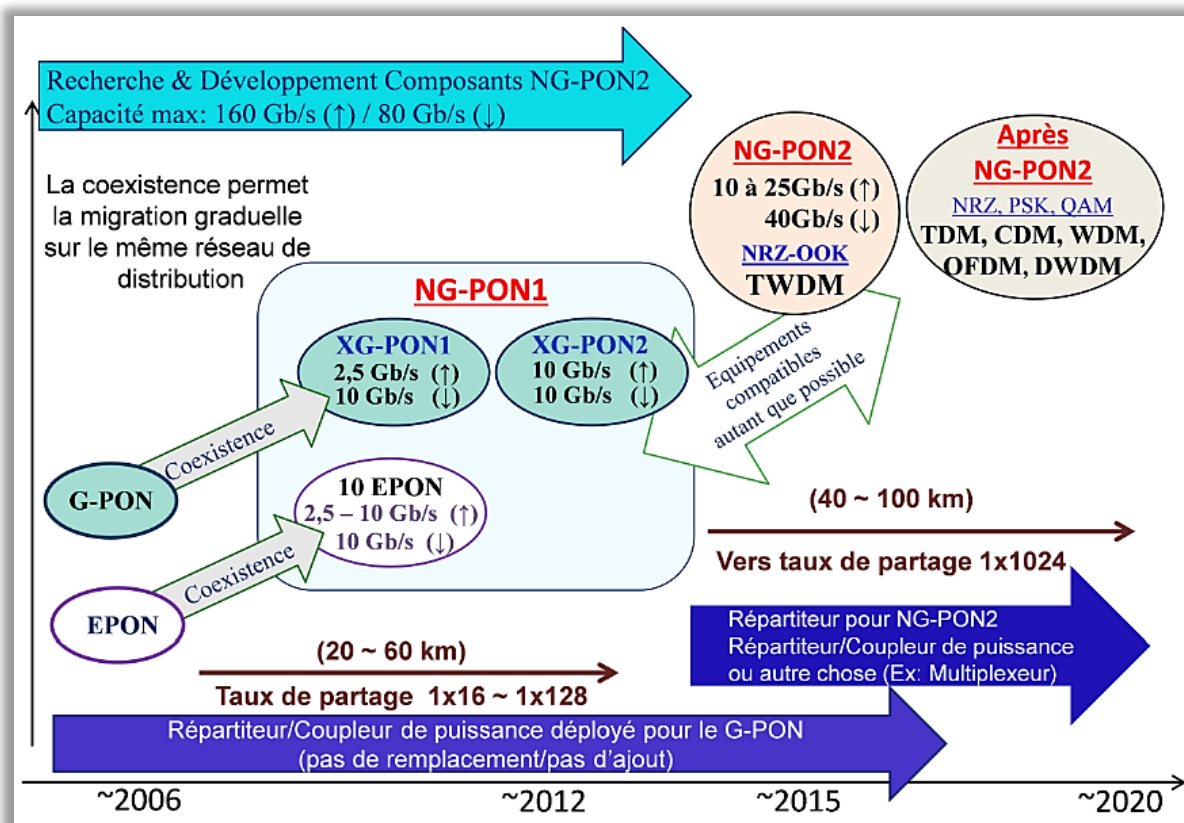 Recherche & Développement Composants NG-PON2
Capacité max: 160 Gb/s (↑) / 80 Gb/s (↓)
La coexistence permet
la migration graduelle
sur le même réseau de
distribution
NG-PON2
10 à 25Gb/s (↑)
40Gb/s (↓)
NRZ-OOK
TWDM
Après
NG-PON2
NRZ, PSK, QAM
TDM, CDM, WDM,
OFDM, DWDM
NG-PON1
XG-PON1
2,5 Gb/s (↑)
10 Gb/s (↓)
XG-PON2
10 Gb/s (↑)
10 Gb/s (↓)
Equipements
compatibles
autant que possible
Coexistence
G-PON
10 EPON
2,5 – 10 Gb/s (↑)
10 Gb/s (↓)
Coexistence
EPON
(40 ~ 100 km)
Vers taux de partage 1x1024
Répartiteur pour NG-PON2
Répartiteur/Coupleur de puissance
ou autre chose (Ex: Multiplexeur)
(20 ~ 60 km)
Taux de partage 1x16 ~ 1x128
Répartiteur/Coupleur de puissance déployé pour le G-PON
(pas de remplacement/pas d'ajout)
~2006
~2012
~2015
~2020